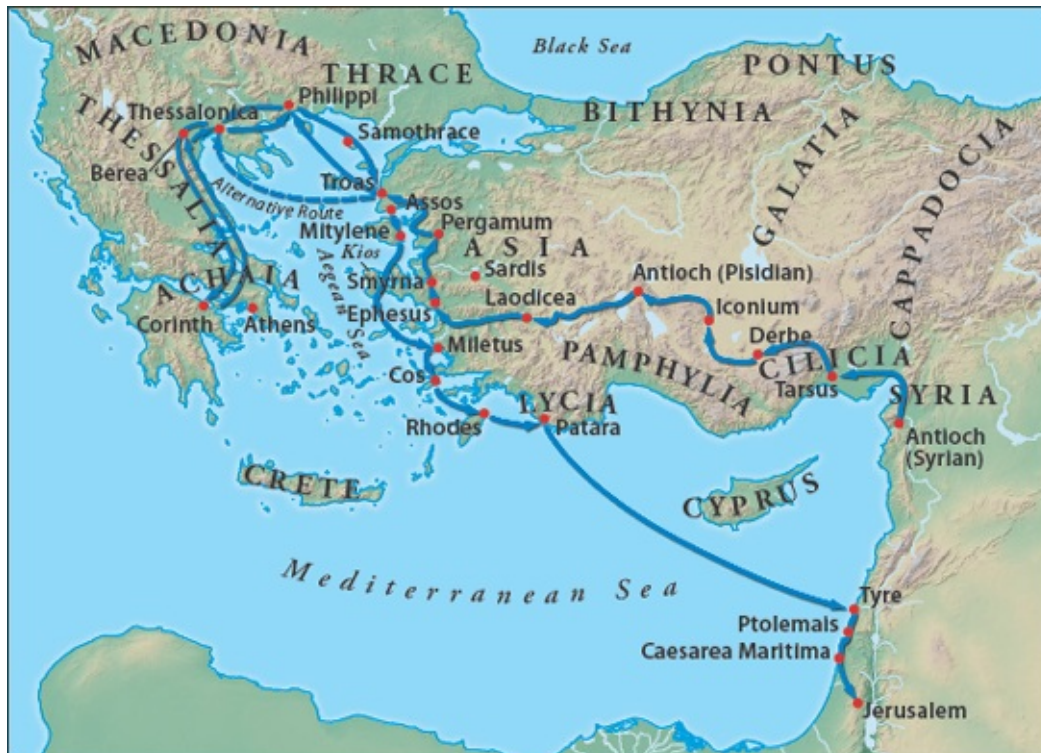 Black Sea
MACEDONIA
THRACE
PONTUS
BITHYNIA
Philippi
Thessalonica
THESSALIA
Samothrace
Berea
GALATIA
CAPPADOCIA
Troas
Alternative Route
Assos
Mitylene
Pergamum
Kios
ASIA
Aegean Sea
Sardis
Antioch (Pisidian)
ACHAIA
Smyrna
Laodicea
Iconium
Corinth
Athens
Ephesus
Derbe
Miletus
PAMPHYLIA
CILICIA
Cos
Tarsus
LYCIA
SYRIA
Rhodes
Patara
Antioch
(Syrian)
CRETE
CYPRUS
Mediterranean Sea
Tyre
Ptolemais
Caesarea Maritima
Jerusalem